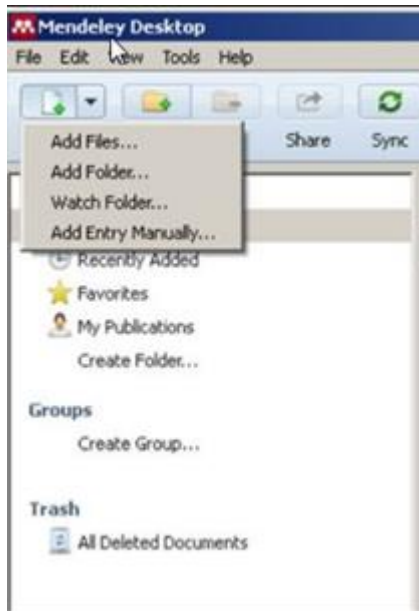 Mendeley Desktop
File Edit View Tools Help
Share Sync
Add Files...
Add Folder...
Watch Folder...
Add Entry Manually...
Recently Added
Favorites
My Publications
Create Folder...
Groups
Create Group...
Trash
All Deleted Documents